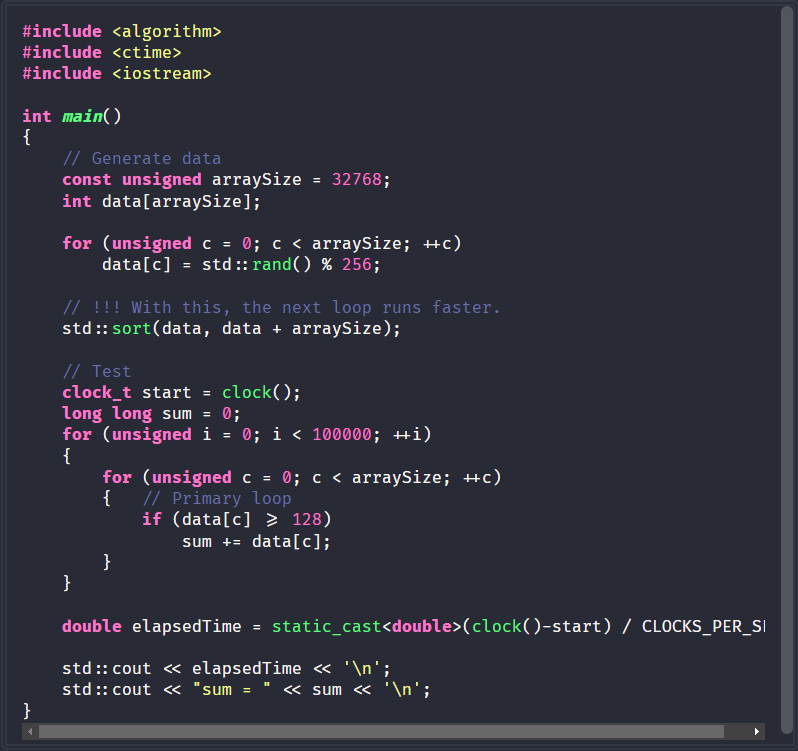 #include <algorithm>
#include <ctime>
#include <iostream>

int main()
{
    // Generate data
    const unsigned arraySize = 32768;
    int data[arraySize];

    for (unsigned c = 0; c < arraySize; ++c)
        data[c] = std::rand() % 256;

    // !!! With this, the next loop runs faster.
    std::sort(data, data + arraySize);

    // Test
    clock_t start = clock();
    long long sum = 0;
    for (unsigned i = 0; i < 100000; ++i)
    {
        for (unsigned c = 0; c < arraySize; ++c)
        {   // Primary loop
            if (data[c] >= 128)
                sum += data[c];
        }
    }

    double elapsedTime = static_cast<double>(clock()-start) / 

    std::cout << elapsedTime << '\n';
    std::cout << "sum = " << sum << '\n';
}